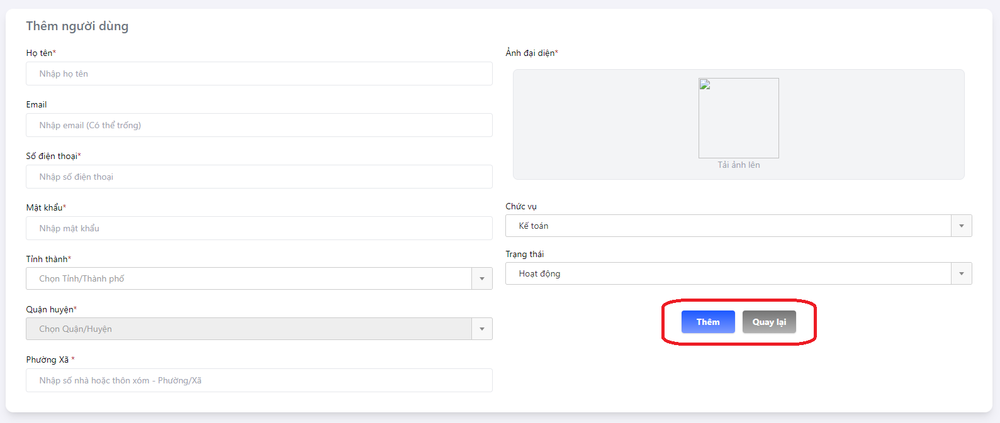 Thêm người dùng
Họ tên*
Nhập họ tên
Email
Nhập email (Có thể trống)
Số điện thoại*
Nhập số điện thoại
Mật khẩu*
Nhập mật khẩu
Tỉnh thành*
Chọn Tỉnh/Thành phố
Quận huyện*
Chọn Quận/Huyện
Phường Xã *
Nhập số nhà hoặc thôn xóm - Phường/Xã
Ảnh đại diện*
Tải ảnh lên
Chức vụ
Kế toán
Trạng thái
Hoạt động
Thêm
Quay lại